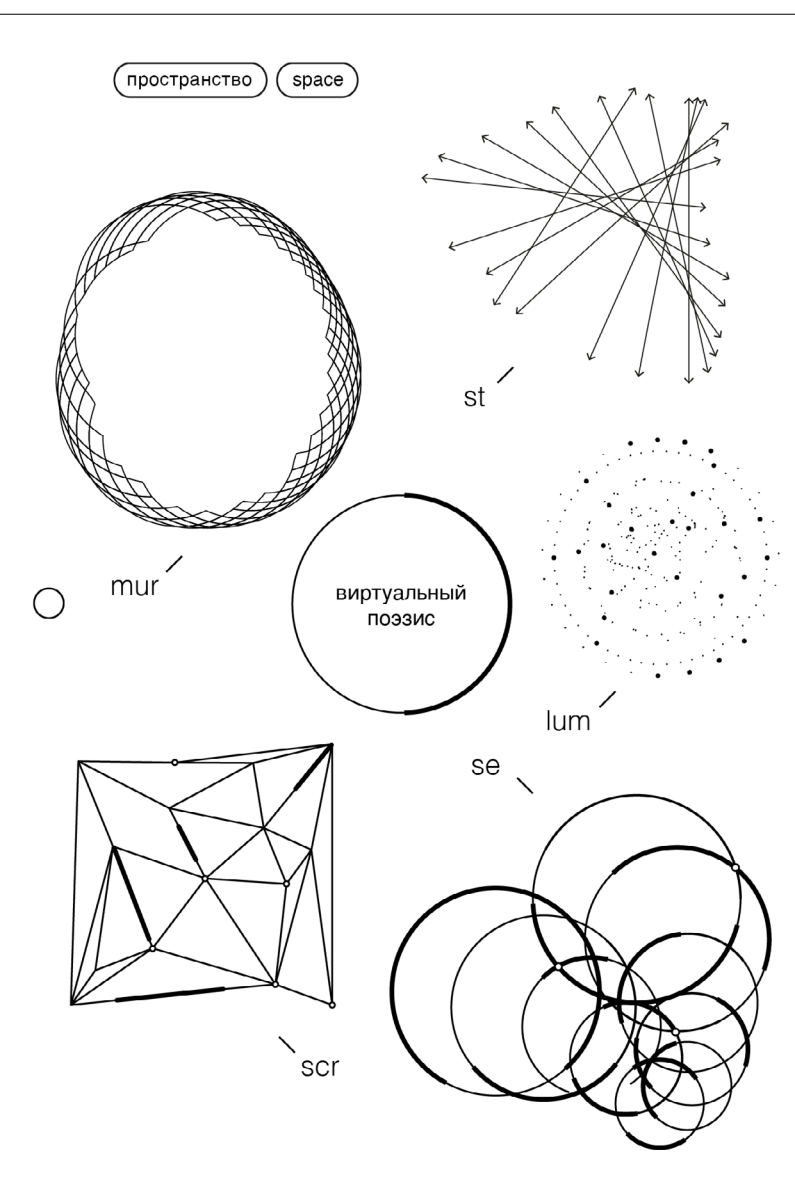 пространство space
st
mur
виртуальный
поэзис
lum
se
scr